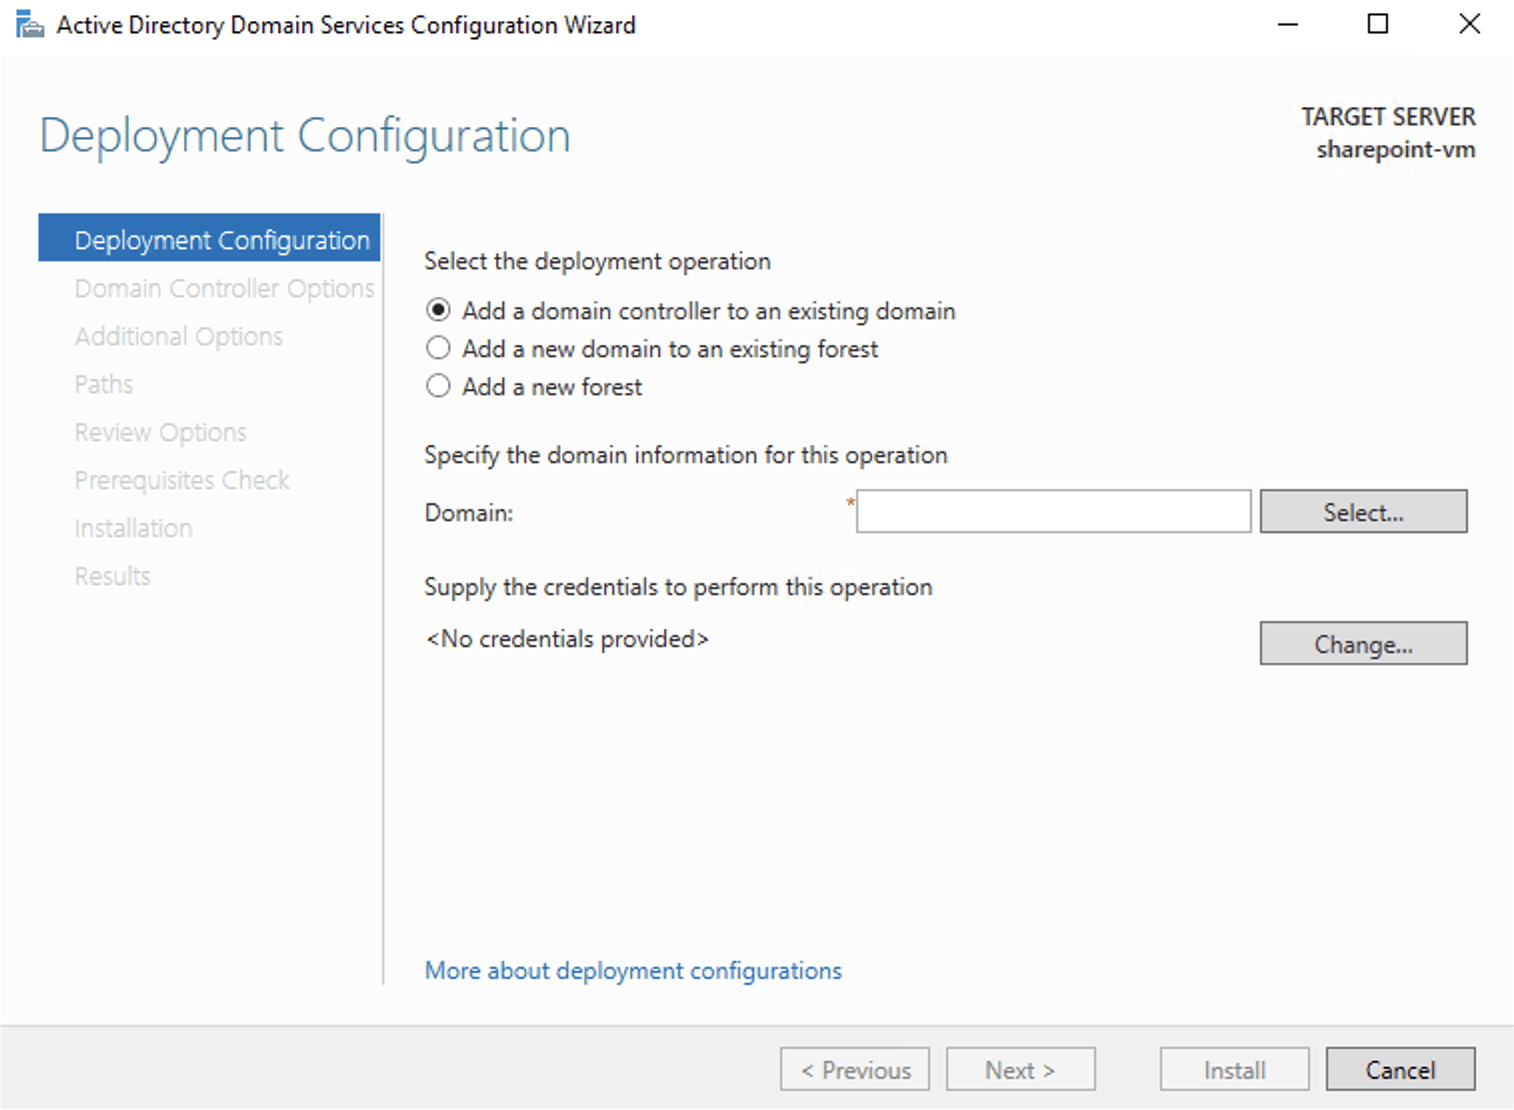 Active Directory Domain Services Configuration Wizard
Deployment Configuration
TARGET SERVER
sharepoint-vm
Deployment Configuration
Domain Controller Options
Additional Options
Paths
Review Options
Prerequisites Check
Installation
Results
Select the deployment operation
Add a domain controller to an existing domain
Add a new domain to an existing forest
Add a new forest
Specify the domain information for this operation
Domain: *
Select...
Supply the credentials to perform this operation
<No credentials provided>
Change...
More about deployment configurations
< Previous
Next >
Install
Cancel